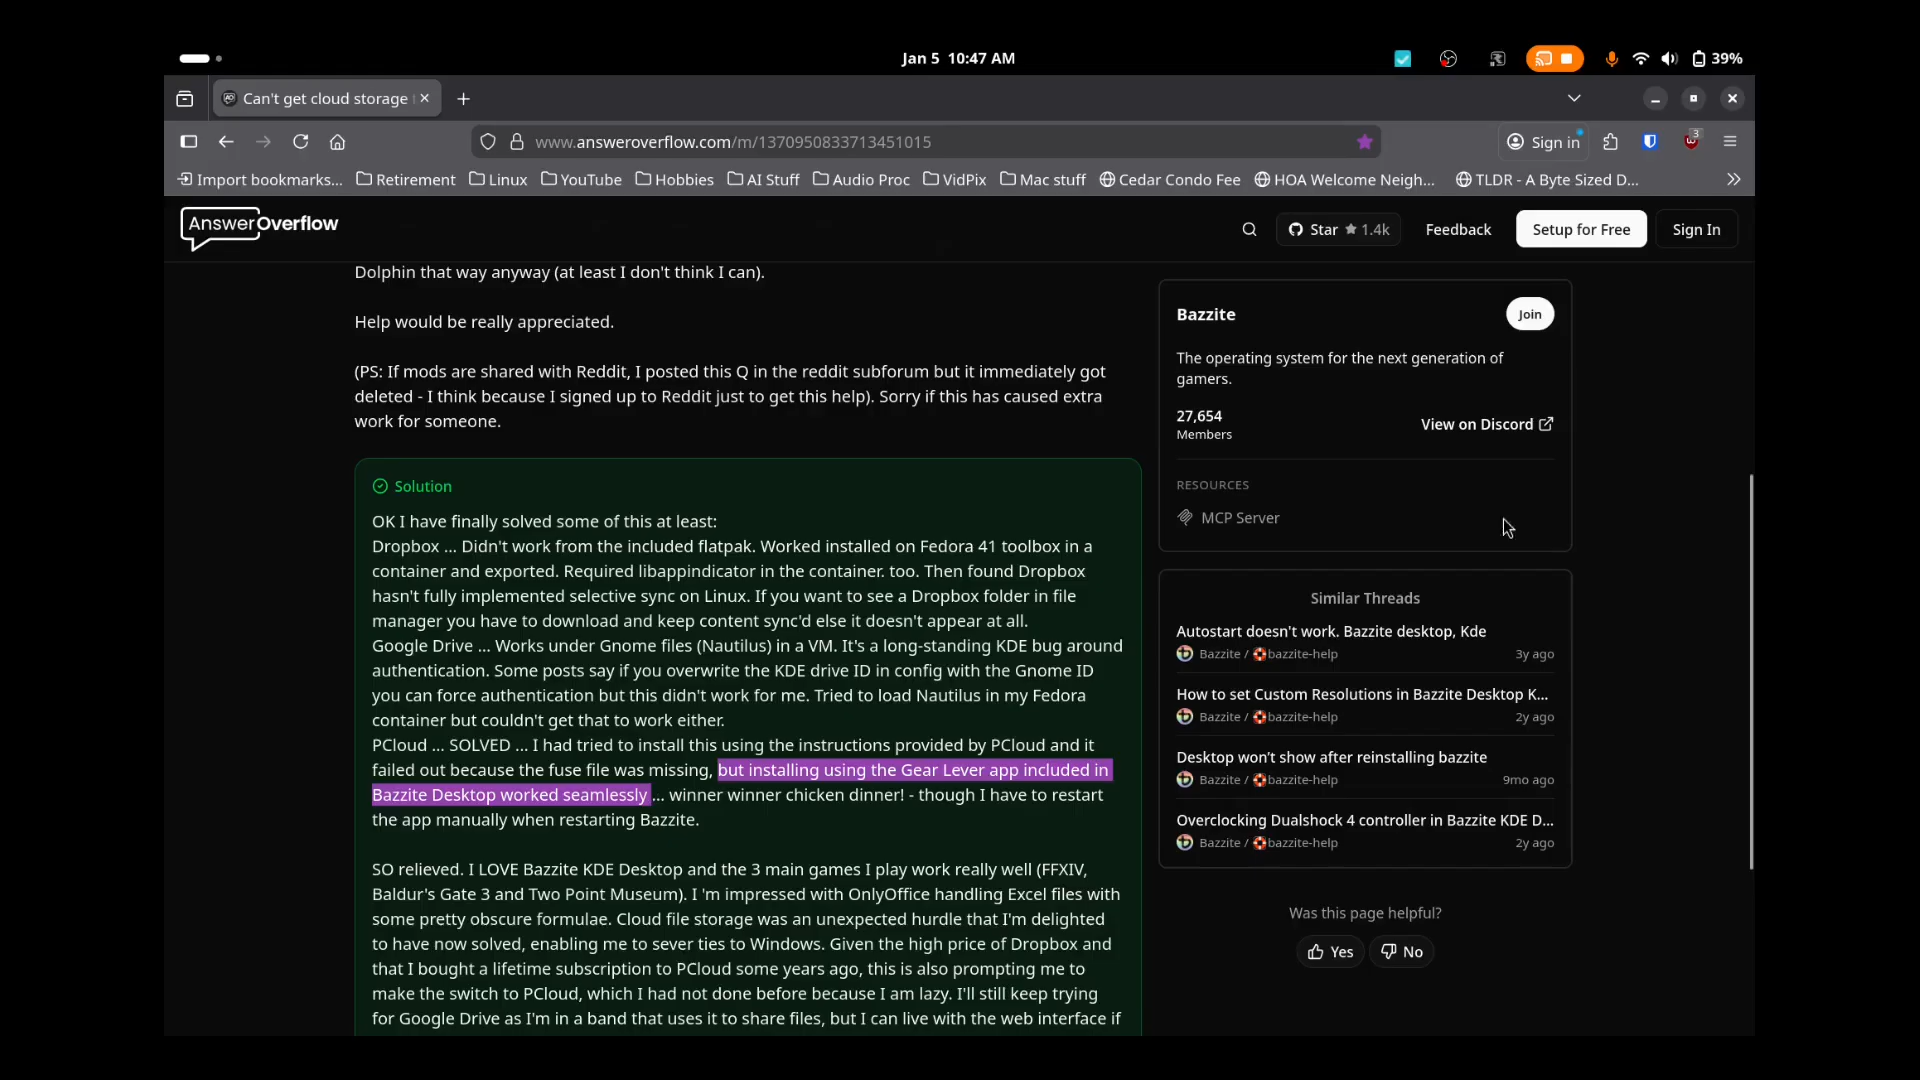 Jan 5 10:47 AM
39%
Can't get cloud storage
www.answeroverflow.com/m/1370950833713451015
Sign in
3
Import bookmarks...
Retirement
Linux
YouTube
Hobbies
AI Stuff
Audio Proc
VidPix
Mac stuff
Cedar Condo Fee
HOA Welcome Neigh...
TLDR - A Byte Sized D...
AnswerOverflow
Star 1.4k
Feedback
Setup for Free
Sign In
Dolphin that way anyway (at least I don't think I can).
Help would be really appreciated.
(PS: If mods are shared with Reddit, I posted this Q in the reddit subforum but it immediately got
deleted - I think because I signed up to Reddit just to get this help). Sorry if this has caused extra
work for someone.
Solution
OK I have finally solved some of this at least:
Dropbox ... Didn't work from the included flatpak. Worked installed on Fedora 41 toolbox in a
container and exported. Required libappindicator in the container. too. Then found Dropbox
hasn't fully implemented selective sync on Linux. If you want to see a Dropbox folder in file
manager you have to download and keep content sync'd else it doesn't appear at all.
Google Drive ... Works under Gnome files (Nautilus) in a VM. It's a long-standing KDE bug around
authentication. Some posts say if you overwrite the KDE drive ID in config with the Gnome ID
you can force authentication but this didn't work for me. Tried to load Nautilus in my Fedora
container but couldn't get that to work either.
PCloud ... SOLVED ... I had tried to install this using the instructions provided by PCloud and it
failed out because the fuse file was missing, but installing using the Gear Lever app included in
Bazzite Desktop worked seamlessly ... winner winner chicken dinner! - though I have to restart
the app manually when restarting Bazzite.
SO relieved. I LOVE Bazzite KDE Desktop and the 3 main games I play work really well (FFXIV,
Baldur's Gate 3 and Two Point Museum). I 'm impressed with OnlyOffice handling Excel files with
some pretty obscure formulae. Cloud file storage was an unexpected hurdle that I'm delighted
to have now solved, enabling me to sever ties to Windows. Given the high price of Dropbox and
that I bought a lifetime subscription to PCloud some years ago, this is also prompting me to
make the switch to PCloud, which I had not done before because I am lazy. I'll still keep trying
for Google Drive as I'm in a band that uses it to share files, but I can live with the web interface if
Bazzite
Join
The operating system for the next generation of
gamers.
27,654
Members
View on Discord
RESOURCES
MCP Server
Similar Threads
Autostart doesn't work. Bazzite desktop, Kde
Bazzite / bazzite-help 3y ago
How to set Custom Resolutions in Bazzite Desktop K...
Bazzite / bazzite-help 2y ago
Desktop won't show after reinstalling bazzite
Bazzite / bazzite-help 9mo ago
Overclocking Dualshock 4 controller in Bazzite KDE D...
Bazzite / bazzite-help 2y ago
Was this page helpful?
Yes
No